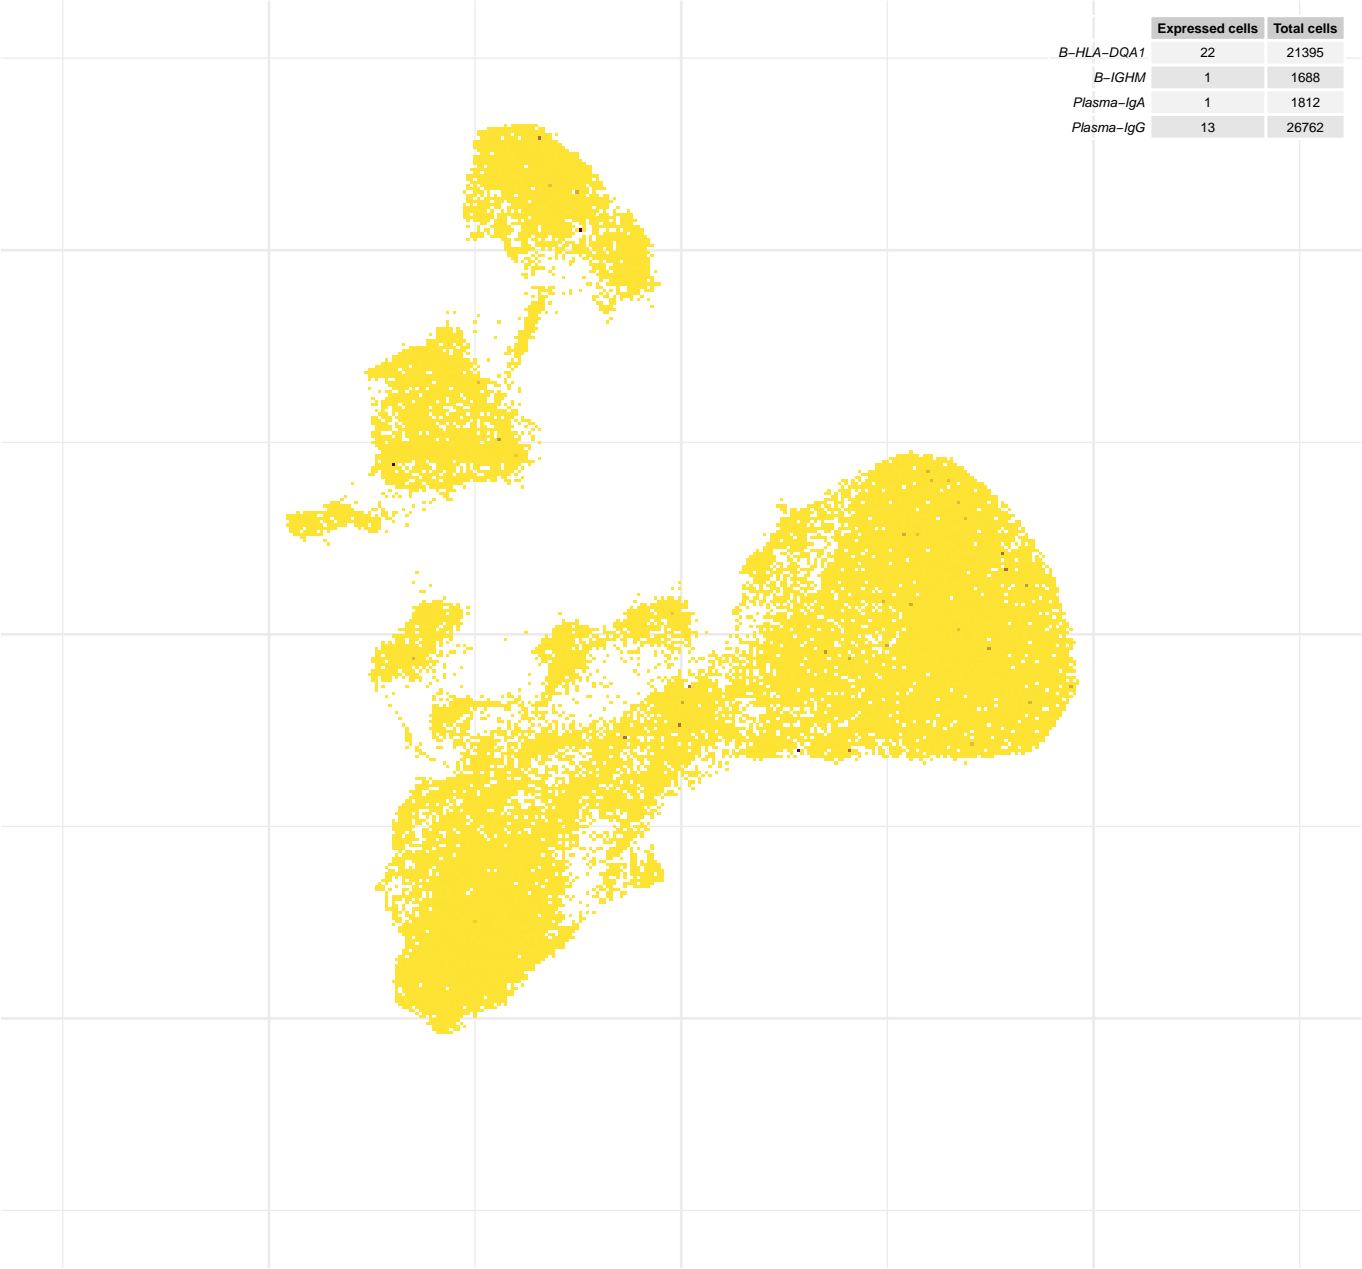 Expressed cells Total cells
B−HLA−DQA1 22 21395
B−IGHM 1 1688
Plasma−IgA 1 1812
Plasma−IgG 13 26762